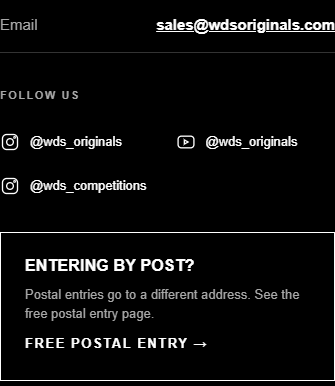 Email sales@wdsoriginals.com
FOLLOW US
@wds_originals @wds_originals
@wds_competitions
ENTERING BY POST?
Postal entries go to a different address. See the
free postal entry page.
FREE POSTAL ENTRY →